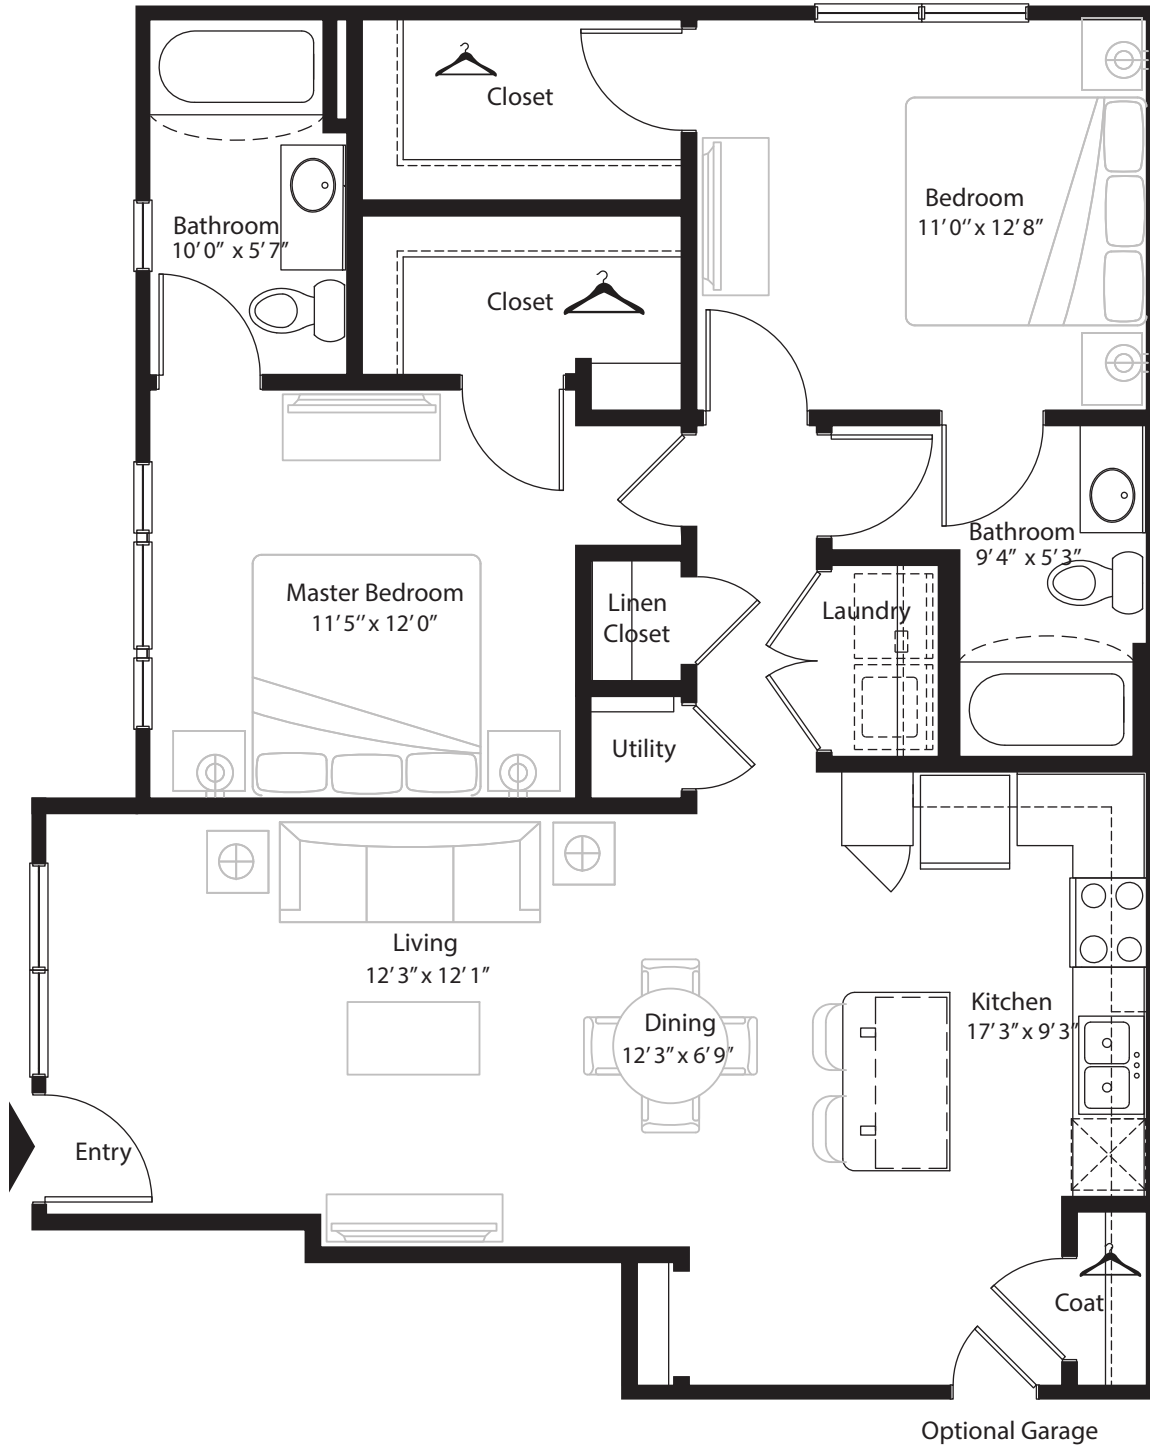 Closet
Bathroom
10'0" x 5'7"
Bedroom
11'0" x 12'8"
Closet
Master Bedroom
11'5" x 12'0"
Linen
Closet
Laundry
Bathroom
9'4" x 5'3"
Utility
Living
12'3" x 12'1"
Dining
12'3" x 6'9"
Kitchen
17'3" x 9'3"
Entry
Coat
Optional Garage